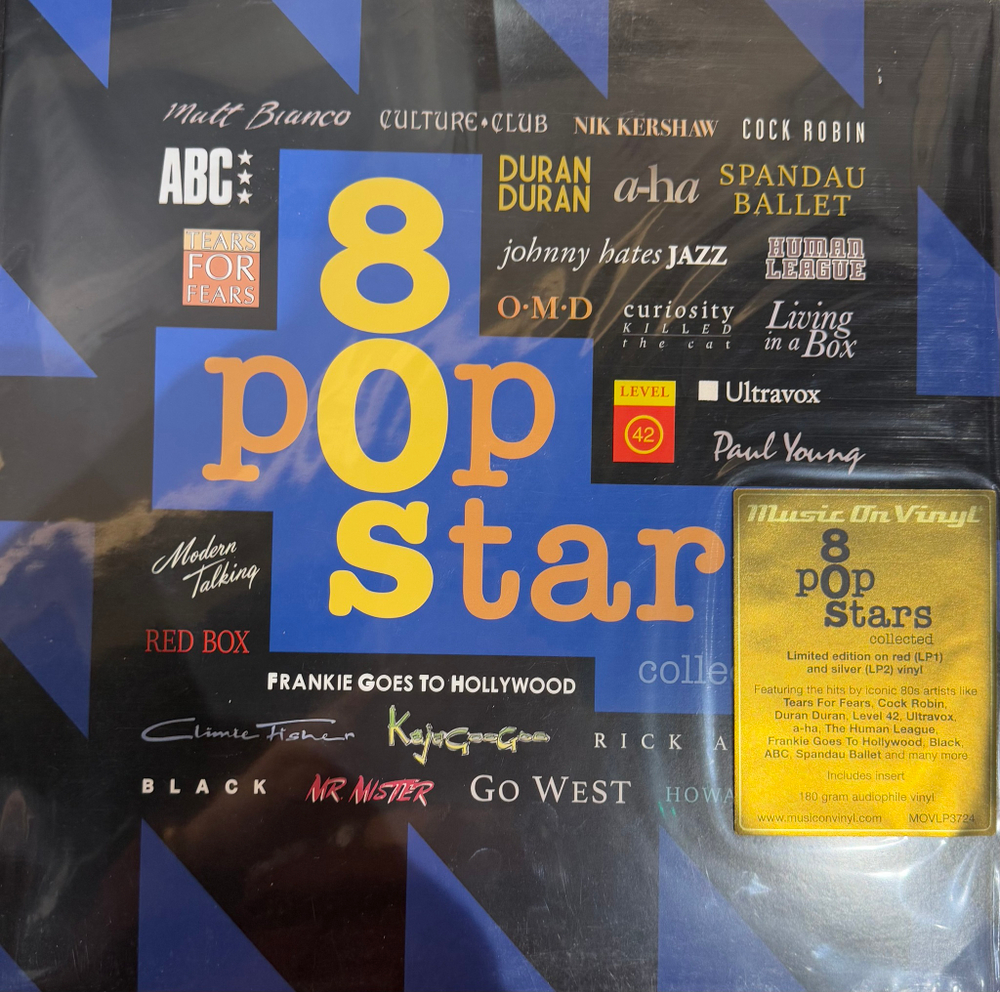 Matt Bianco
CULTURE•CLUB
NIK KERSHAW
COCK ROBIN
ABC
DURAN
DURAN
a-ha
SPANDAU
BALLET
TEARS
FOR
FEARS
johnny hates JAZZ
HUMAN
LEAGUE
O•M•D
curiosity
KILLED
the cat
Living
in a Box
LEVEL
42
Ultravox
Paul Young
8
pop
star
colle
Modern
Talking
RED BOX
FRANKIE GOES TO HOLLYWOOD
Climie Fisher
KajaGooGoo
RICK A
BLACK
MR. MISTER
GO WEST
HOWA
Music On Vinyl
8
pop
stars
collected
Limited edition on red (LP1)
and silver (LP2) vinyl
Featuring the hits by iconic 80s artists like
Tears For Fears, Cock Robin,
Duran Duran, Level 42, Ultravox,
a-ha, The Human League,
Frankie Goes To Hollywood, Black,
ABC, Spandau Ballet and many more
Includes insert
180 gram audiophile vinyl
www.musiconvinyl.com MOVLP3724